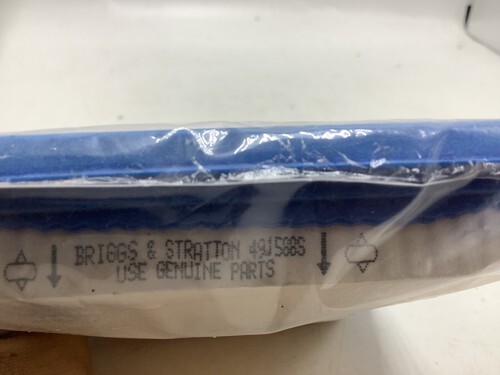 BRIGGS & STRATTON 491588S
USE GENUINE PARTS